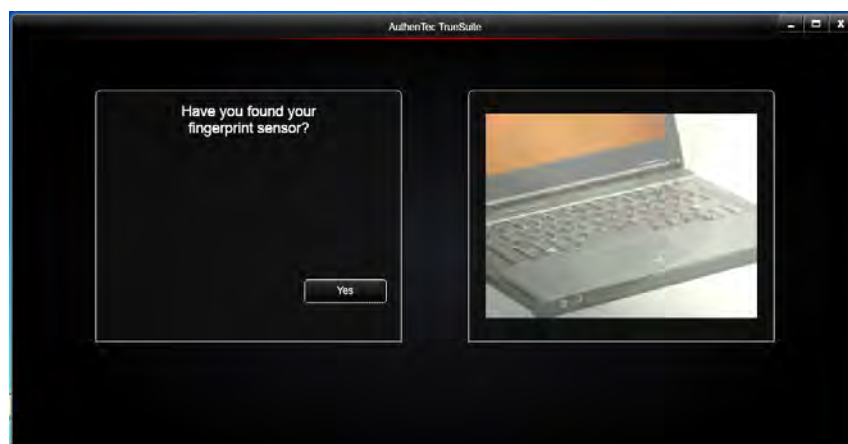 AuthenTec TrueSuite
Have you found your
fingerprint sensor?
Yes